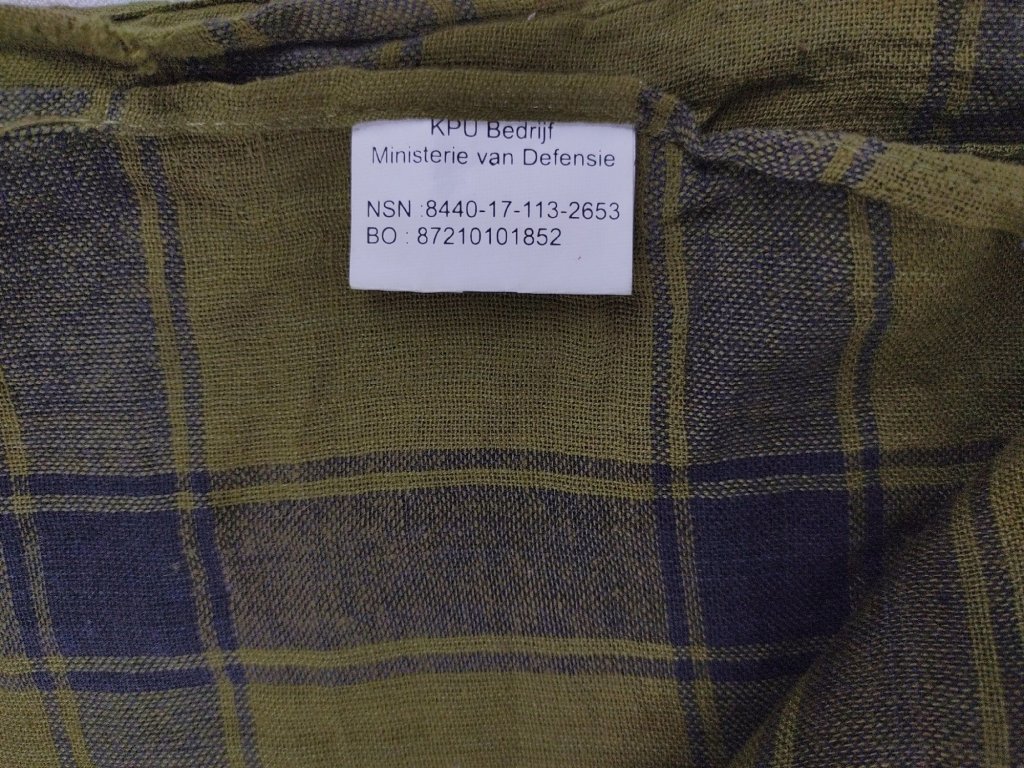 KPU Bedrijf
Ministerie van Defensie
NSN :8440-17-113-2653
BO : 87210101852